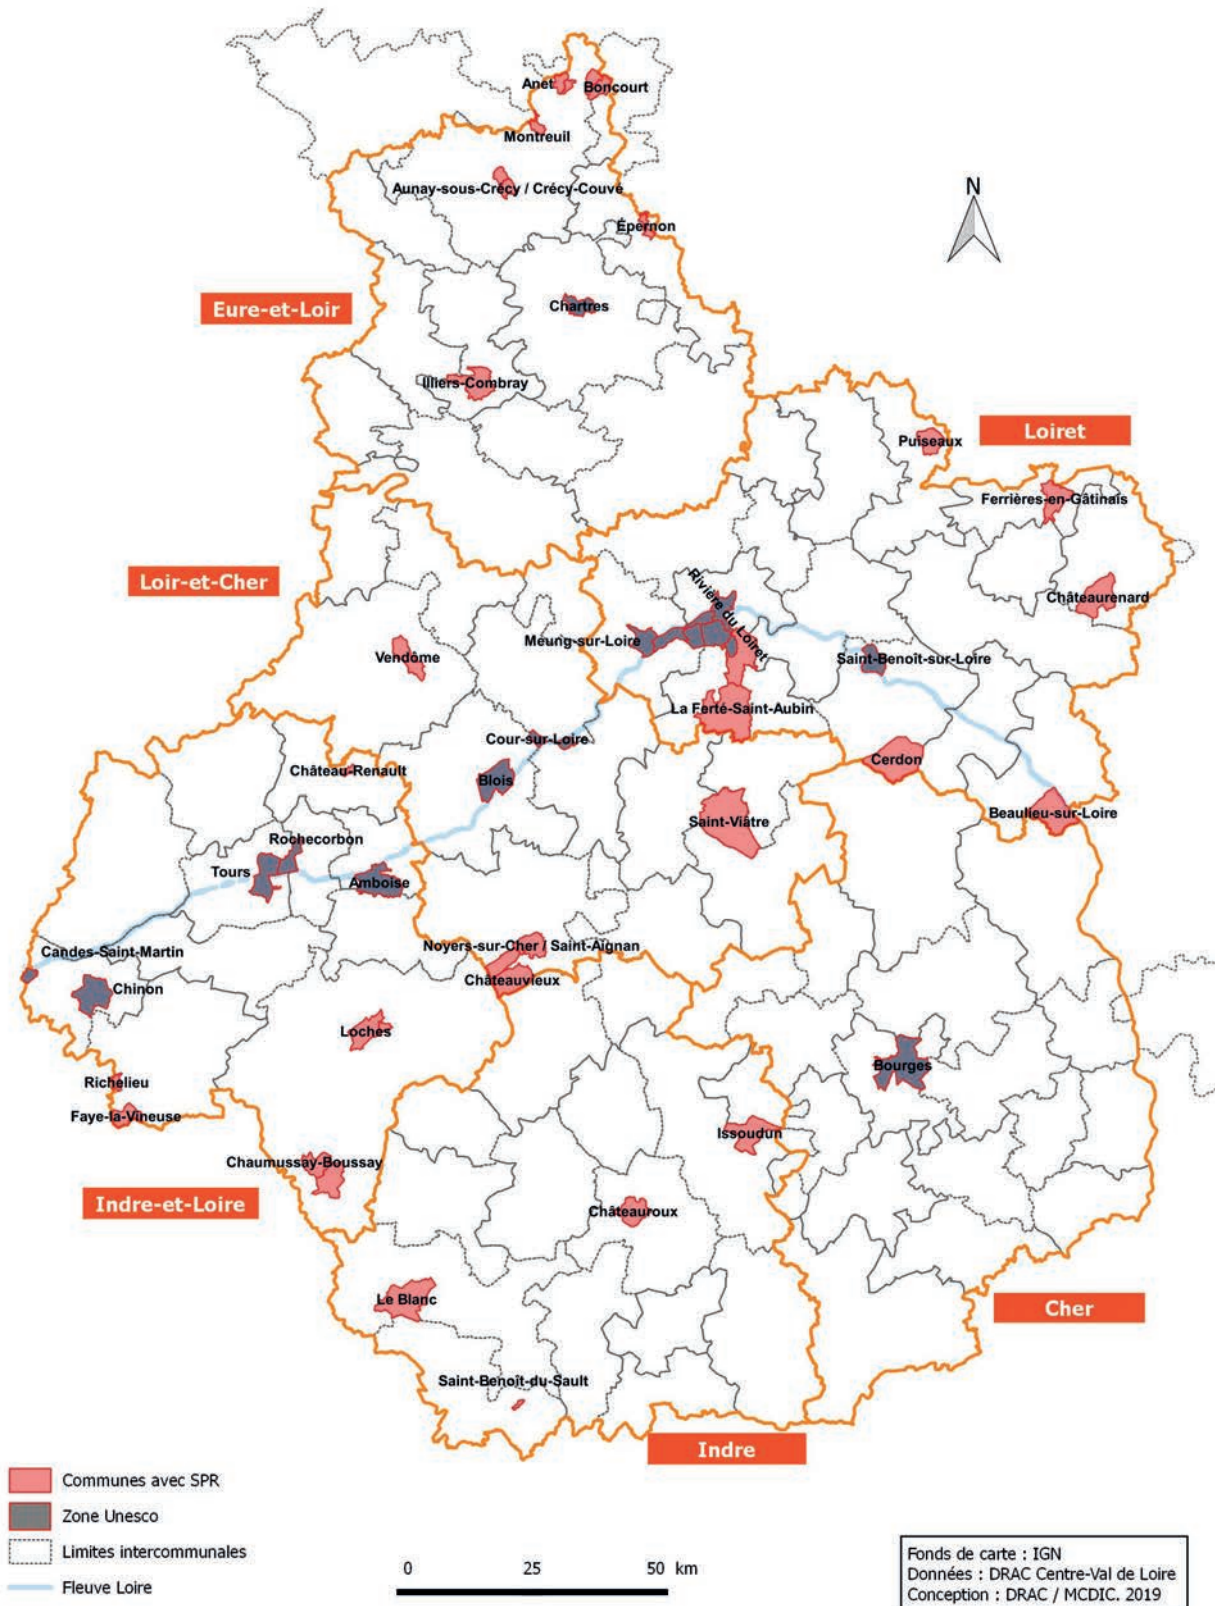 Anet
Boncourt
Montreuil
Aunay-sous-Crécy / Crécy-Couvé
N
Épernon
Eure-et-Loir
Chartres
Illiers-Combray
Puiseaux
Loiret
Ferrières-en-Gâtinais
Loir-et-Cher
Châteaurenard
Rivière du Loiret
Meung-sur-Loire
Vendôme
Saint-Benoît-sur-Loire
La Ferté-Saint-Aubin
Cour-sur-Loire
Cerdon
Château-Renault
Blois
Beaulieu-sur-Loire
Saint-Viâtre
Rochecorbon
Tours
Amboise
Noyers-sur-Cher / Saint-Aignan
Candes-Saint-Martin
Châteauvieux
Chinon
Loches
Bourges
Richelieu
Faye-la-Vineuse
Issoudun
Chaumussay-Boussay
Indre-et-Loire
Châteauroux
Le Blanc
Cher
Saint-Benoît-du-Sault
Indre
Communes avec SPR
Zone Unesco
Limites intercommunales
Fleuve Loire
0 25 50 km
Fonds de carte : IGN
Données : DRAC Centre-Val de Loire
Conception : DRAC / MCDIC. 2019